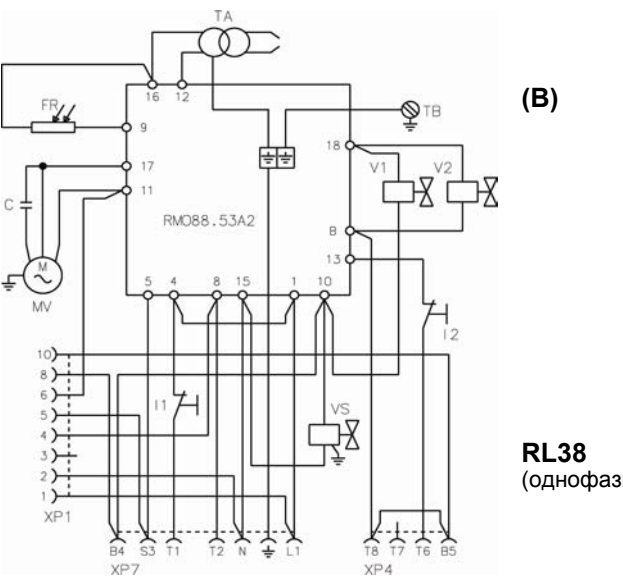 TA
(B)
16 12
FR
9
TB
18
17
V1 V2
11
C
RMO88.53A2
B
M
13
MV
5 4 8 15 1 10
I2
10
8
6
5
I1
VS
4
3
2
1
XP1
RL38
(однофаз
B4 S3 T1 T2 N L1
T8 T7 T6 B5
XP7
XP4